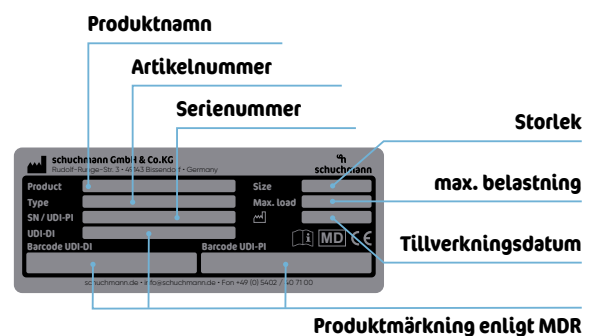 Produktnamn
Artikelnummer
Serienummer
Storlek
max. belastning
Tillverkningsdatum
schuchmann GmbH & Co.KG
Rudolf-Runge-Str. 3 • 49143 Bissendorf • Germany
schuchmann
Product
Size
Type
Max. load
SN / UDI-PI
UDI-DI
MD CE
Barcode UDI-DI
Barcode UDI-PI
schuchmann.de • info@schuchmann.de • Fon +49 (0) 5402 / 40 71 00
Produktmärkning enligt MDR